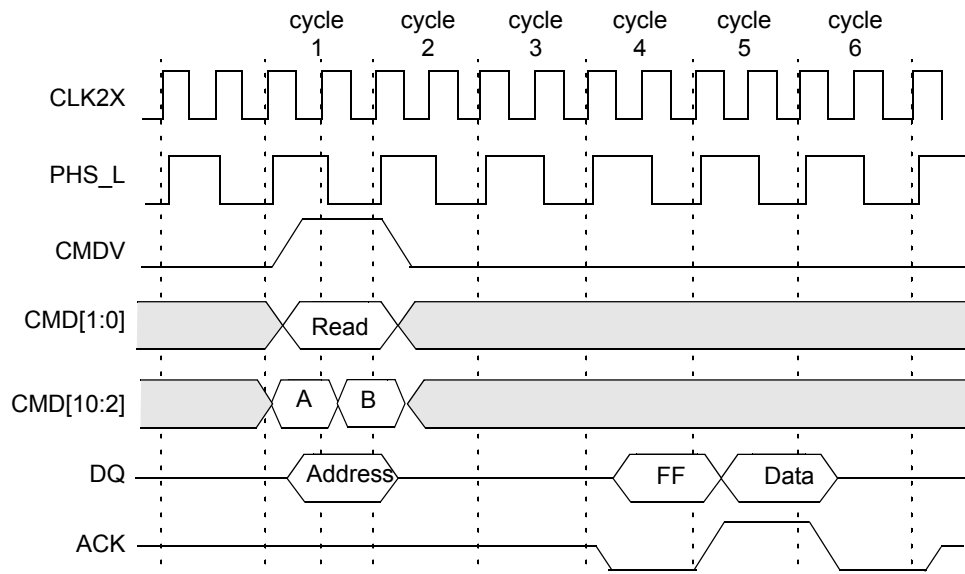 cycle cycle cycle cycle cycle cycle
1 2 3 4 5 6
CLK2X
PHS_L
CMDV
CMD[1:0] Read
CMD[10:2] A B
DQ Address FF Data
ACK